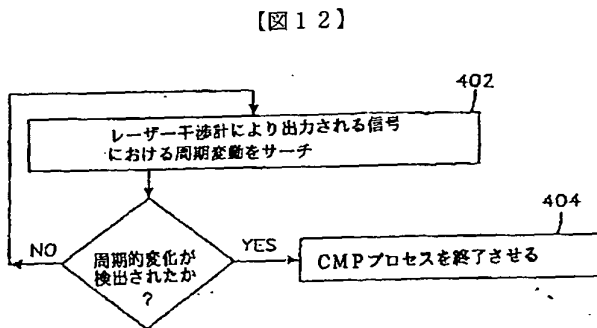 【図１２】
402
レーザー干渉計により出力される信号
における周期変動をサーチ
404
NO
周期的変化が
検出されたか
?
YES
CMPプロセスを終了させる